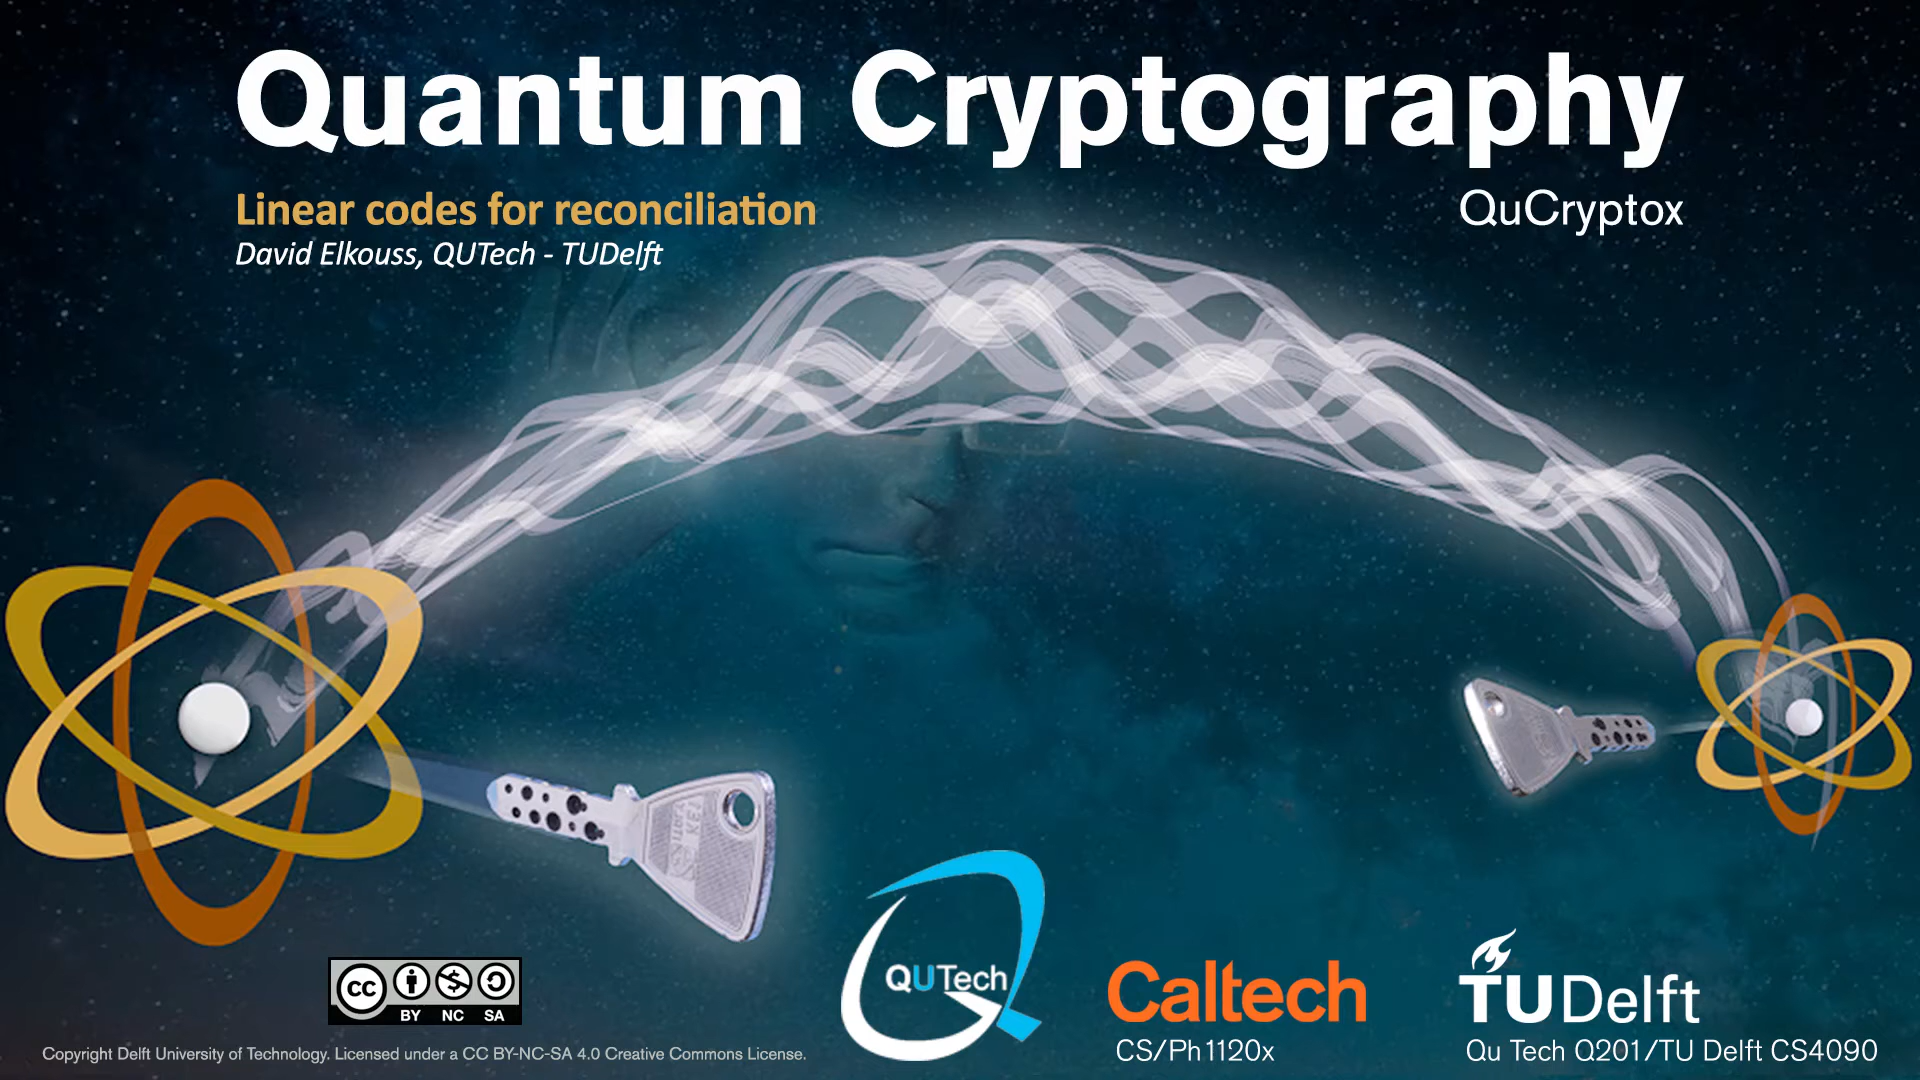 Quantum Cryptography
Linear codes for reconciliation
QuCryptox
David Elkouss, QUTech - TUDelft
KEY
QUTech
Caltech
TUDelft
cc
BY NC SA
CS/Ph1120x
Qu Tech Q201/TU Delft CS4090
Copyright Delft University of Technology. Licensed under a CC BY-NC-SA 4.0 Creative Commons License.